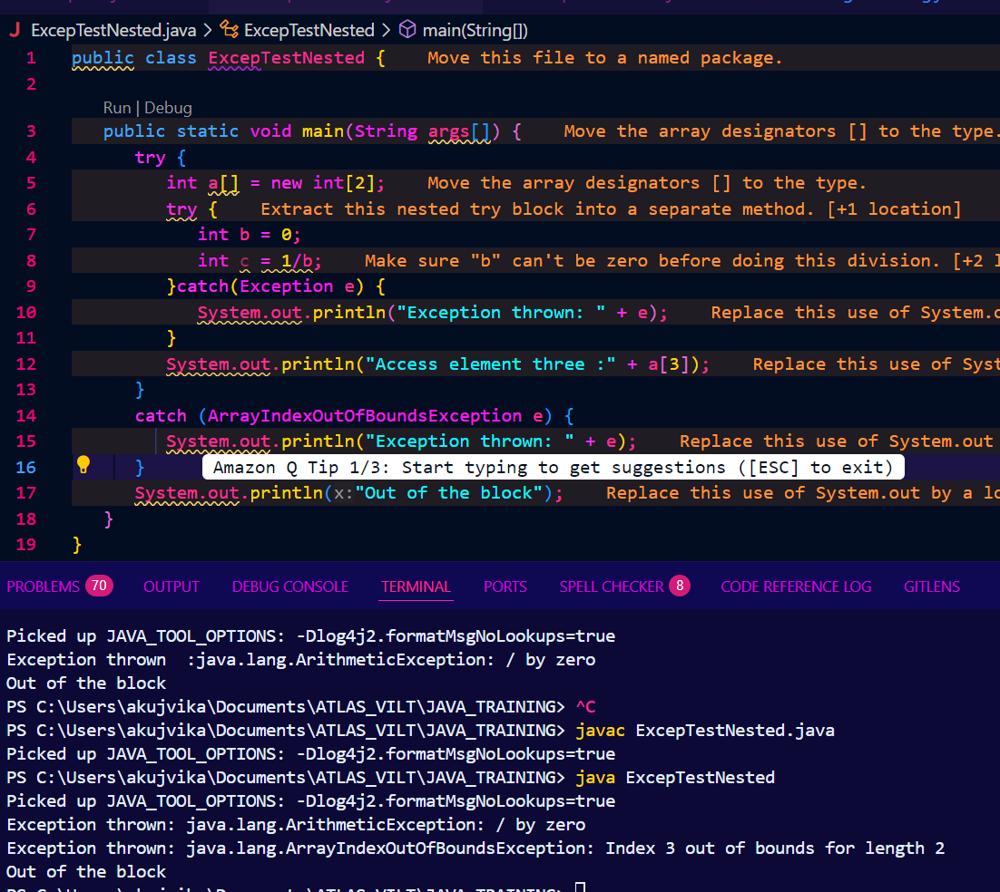 J ExcepTestNested.java > ExcepTestNested > main(String[])
1 public class ExcepTestNested { Move this file to a named package.
2
Run | Debug
3 public static void main(String args[]) { Move the array designators [] to the type.
4 try {
5 int a[] = new int[2]; Move the array designators [] to the type.
6 try { Extract this nested try block into a separate method. [+1 location]
7 int b = 0;
8 int c = 1/b; Make sure "b" can't be zero before doing this division. [+2 l
9 }catch(Exception e) {
10 System.out.println("Exception thrown: " + e); Replace this use of System.o
11 }
12 System.out.println("Access element three :" + a[3]); Replace this use of Syst
13 }
14 catch (ArrayIndexOutOfBoundsException e) {
15 System.out.println("Exception thrown: " + e); Replace this use of System.out
16 } Amazon Q Tip 1/3: Start typing to get suggestions ([ESC] to exit)
17 System.out.println(x:"Out of the block"); Replace this use of System.out by a lo
18 }
19 }
PROBLEMS 70 OUTPUT DEBUG CONSOLE TERMINAL PORTS SPELL CHECKER 8 CODE REFERENCE LOG GITLENS
Picked up JAVA_TOOL_OPTIONS: -Dlog4j2.formatMsgNoLookups=true
Exception thrown  :java.lang.ArithmeticException: / by zero
Out of the block
PS C:\Users\akujvika\Documents\ATLAS_VILT\JAVA_TRAINING> ^C
PS C:\Users\akujvika\Documents\ATLAS_VILT\JAVA_TRAINING> javac ExcepTestNested.java
Picked up JAVA_TOOL_OPTIONS: -Dlog4j2.formatMsgNoLookups=true
PS C:\Users\akujvika\Documents\ATLAS_VILT\JAVA_TRAINING> java ExcepTestNested
Picked up JAVA_TOOL_OPTIONS: -Dlog4j2.formatMsgNoLookups=true
Exception thrown: java.lang.ArithmeticException: / by zero
Exception thrown: java.lang.ArrayIndexOutOfBoundsException: Index 3 out of bounds for length 2
Out of the block
PS C:\Users\akujvika\Documents\ATLAS_VILT\JAVA_TRAINING>